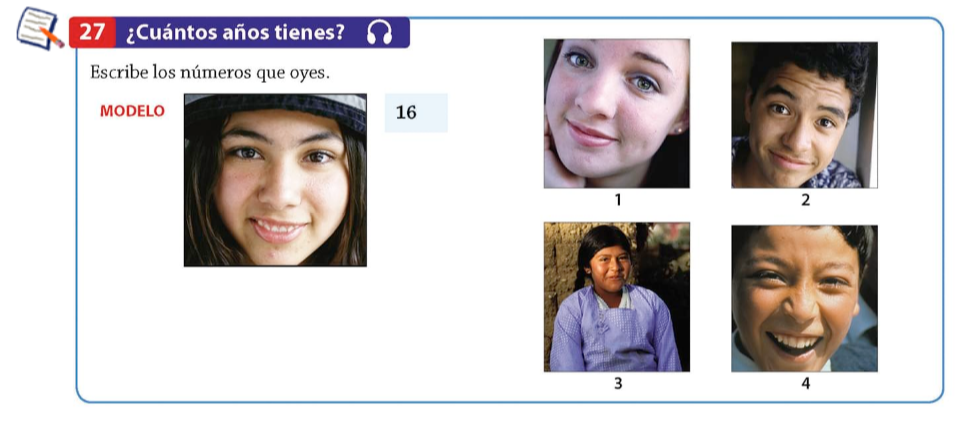 27 ¿Cuántos años tienes?
Escribe los números que oyes.
MODELO
16
1
2
3
4